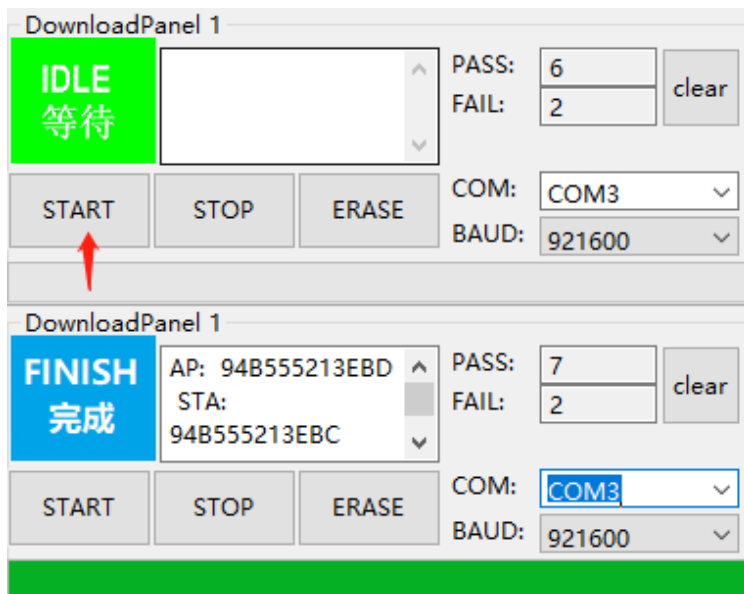 DownloadPanel 1
IDLE
等待
PASS: 6
FAIL: 2
clear
START STOP ERASE
COM: COM3
BAUD: 921600
DownloadPanel 1
FINISH
完成
AP: 94B555213EBD
STA:
94B555213EBC
PASS: 7
FAIL: 2
clear
START STOP ERASE
COM: COM3
BAUD: 921600